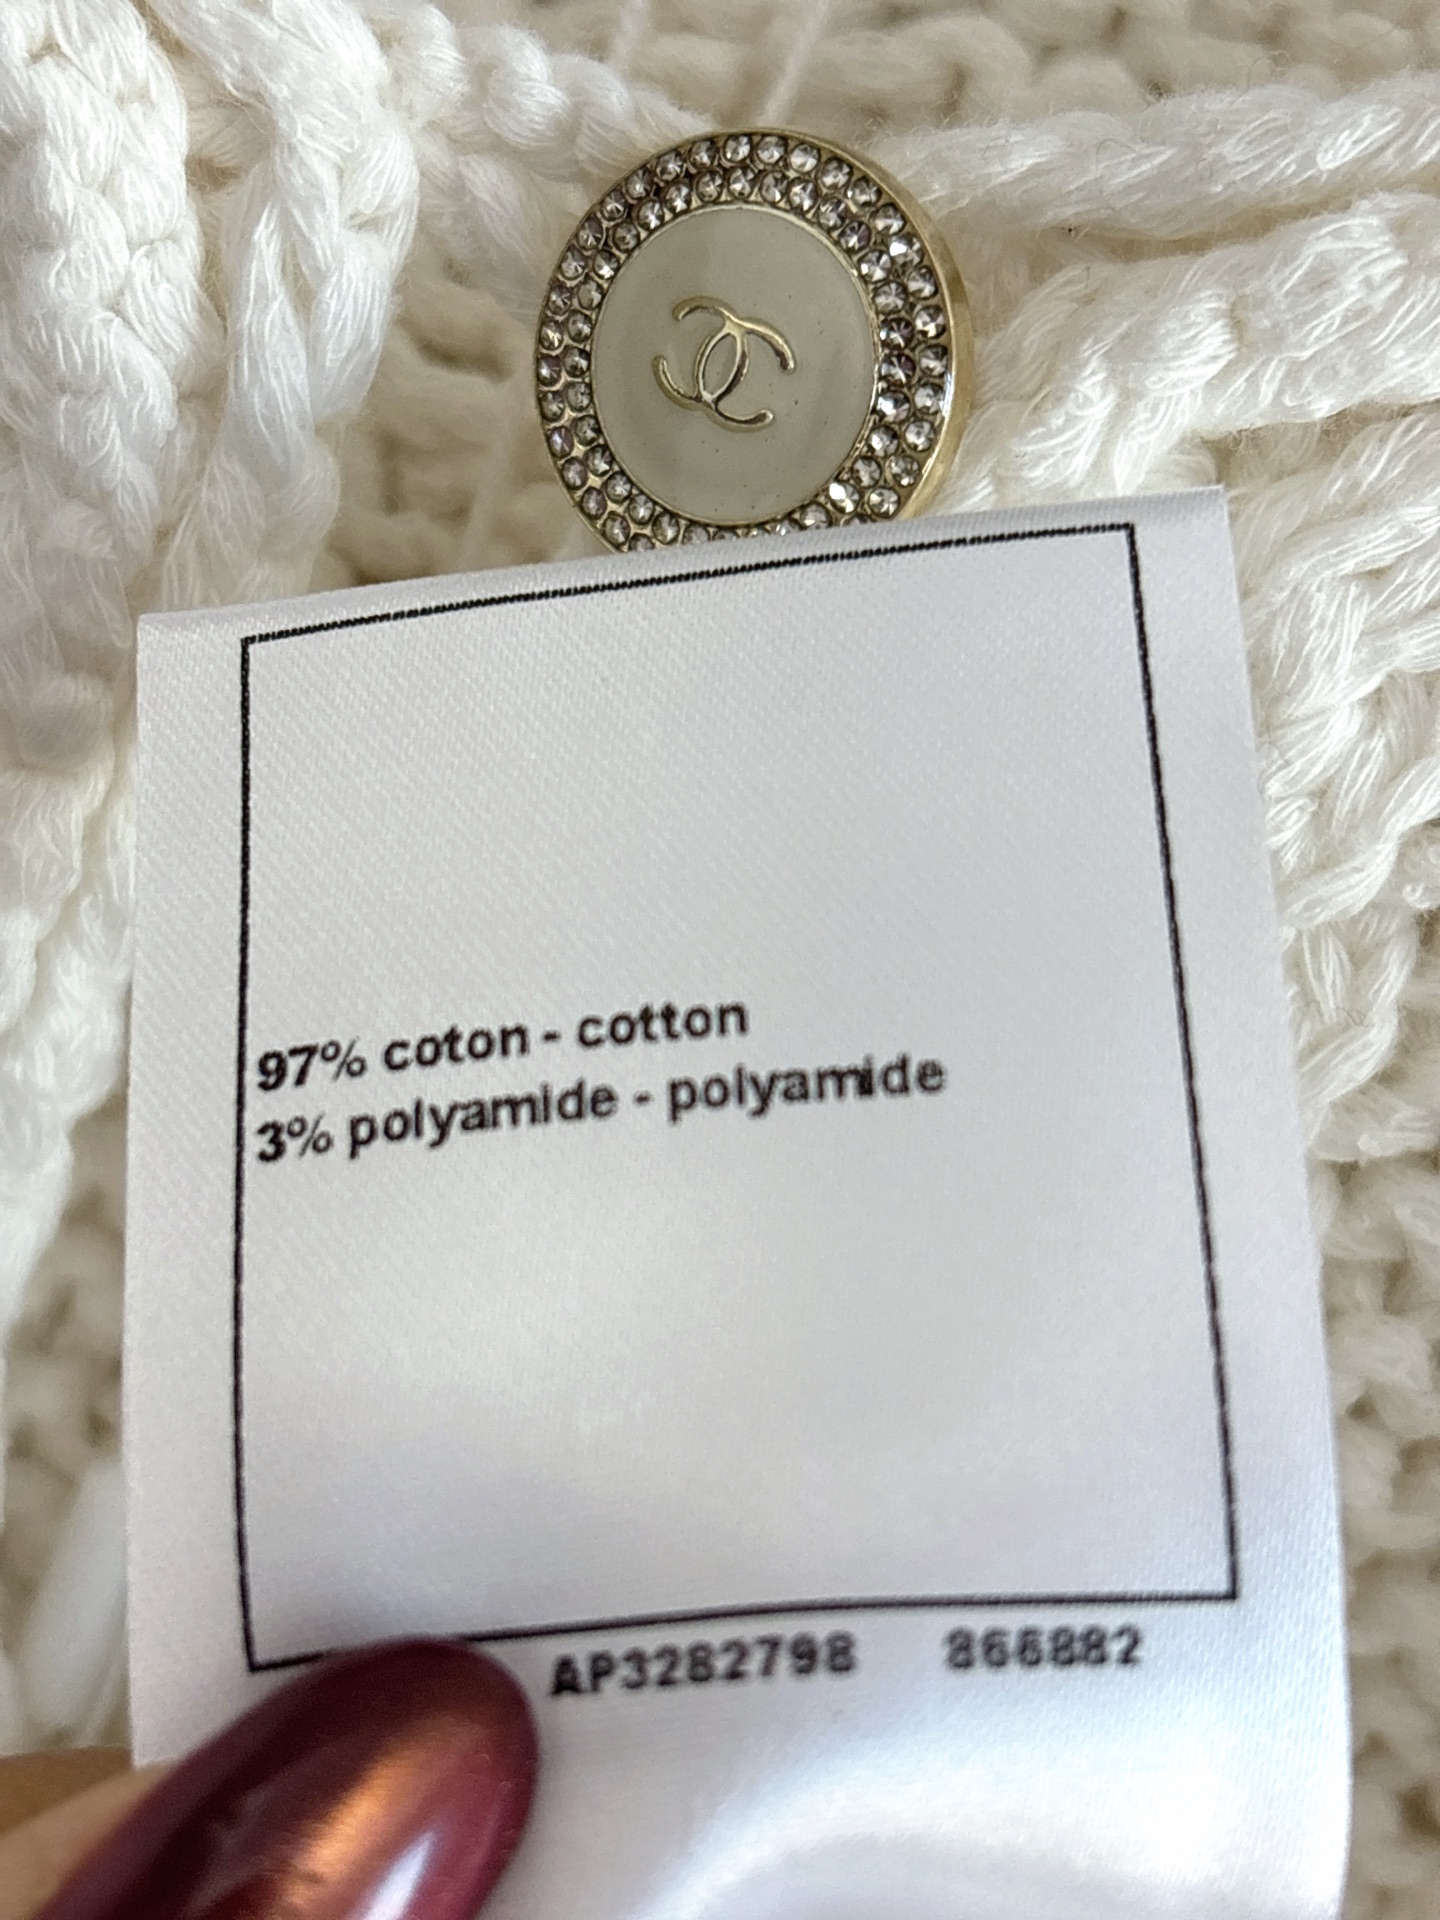 97% coton - cotton
3% polyamide - polyamide
AP3282798 866882